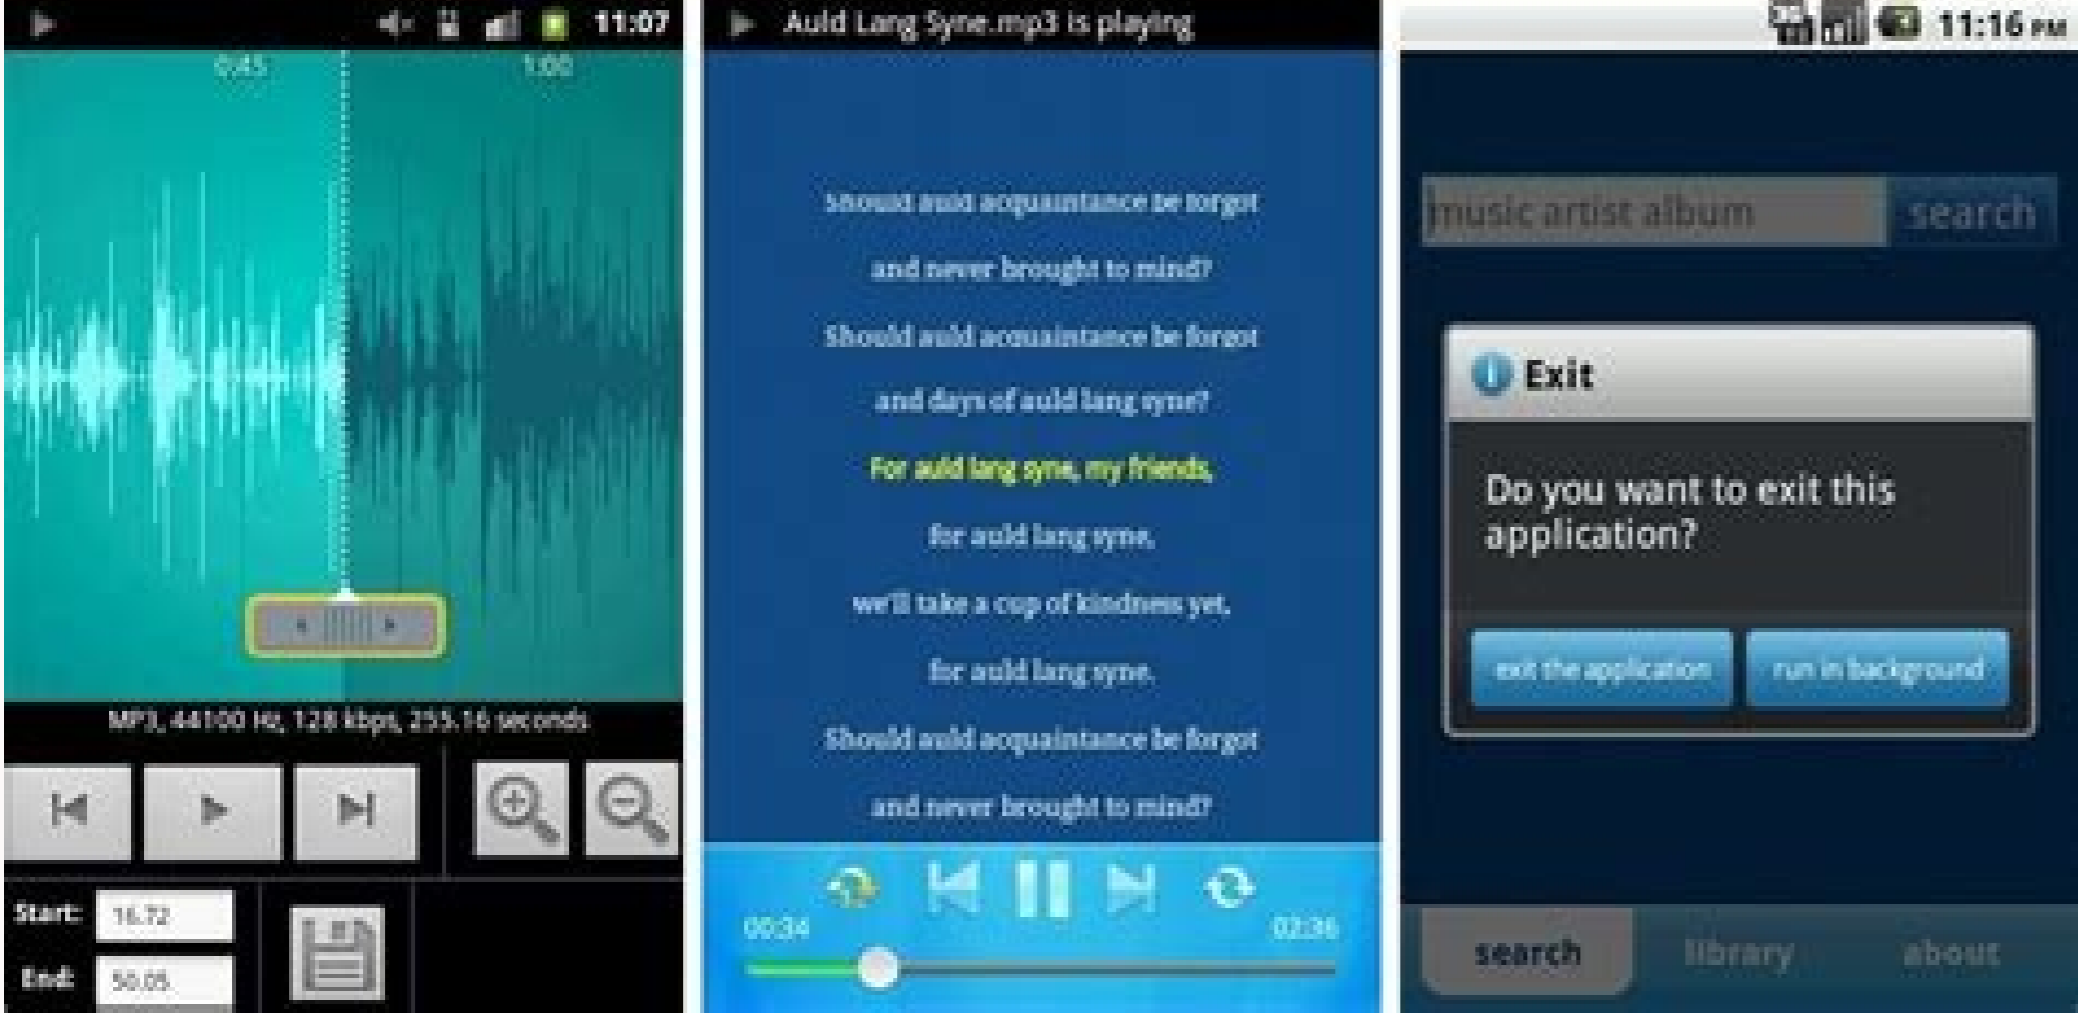 11:07
0:45 1:00
MP3, 44100 Hz, 128 kbps, 255.16 seconds
Start: 16.72
End: 50.05
Auld Lang Syne.mp3 is playing
Should auld acquaintance be forgot
and never brought to mind?
Should auld acquaintance be forgot
and days of auld lang syne?
For auld lang syne, my friends,
for auld lang syne,
we'll take a cup of kindness yet,
for auld lang syne.
Should auld acquaintance be forgot
and never brought to mind?
00:34 02:36
11:16 PM
music artist album search
Exit
Do you want to exit this
application?
exit the application run in background
search library about